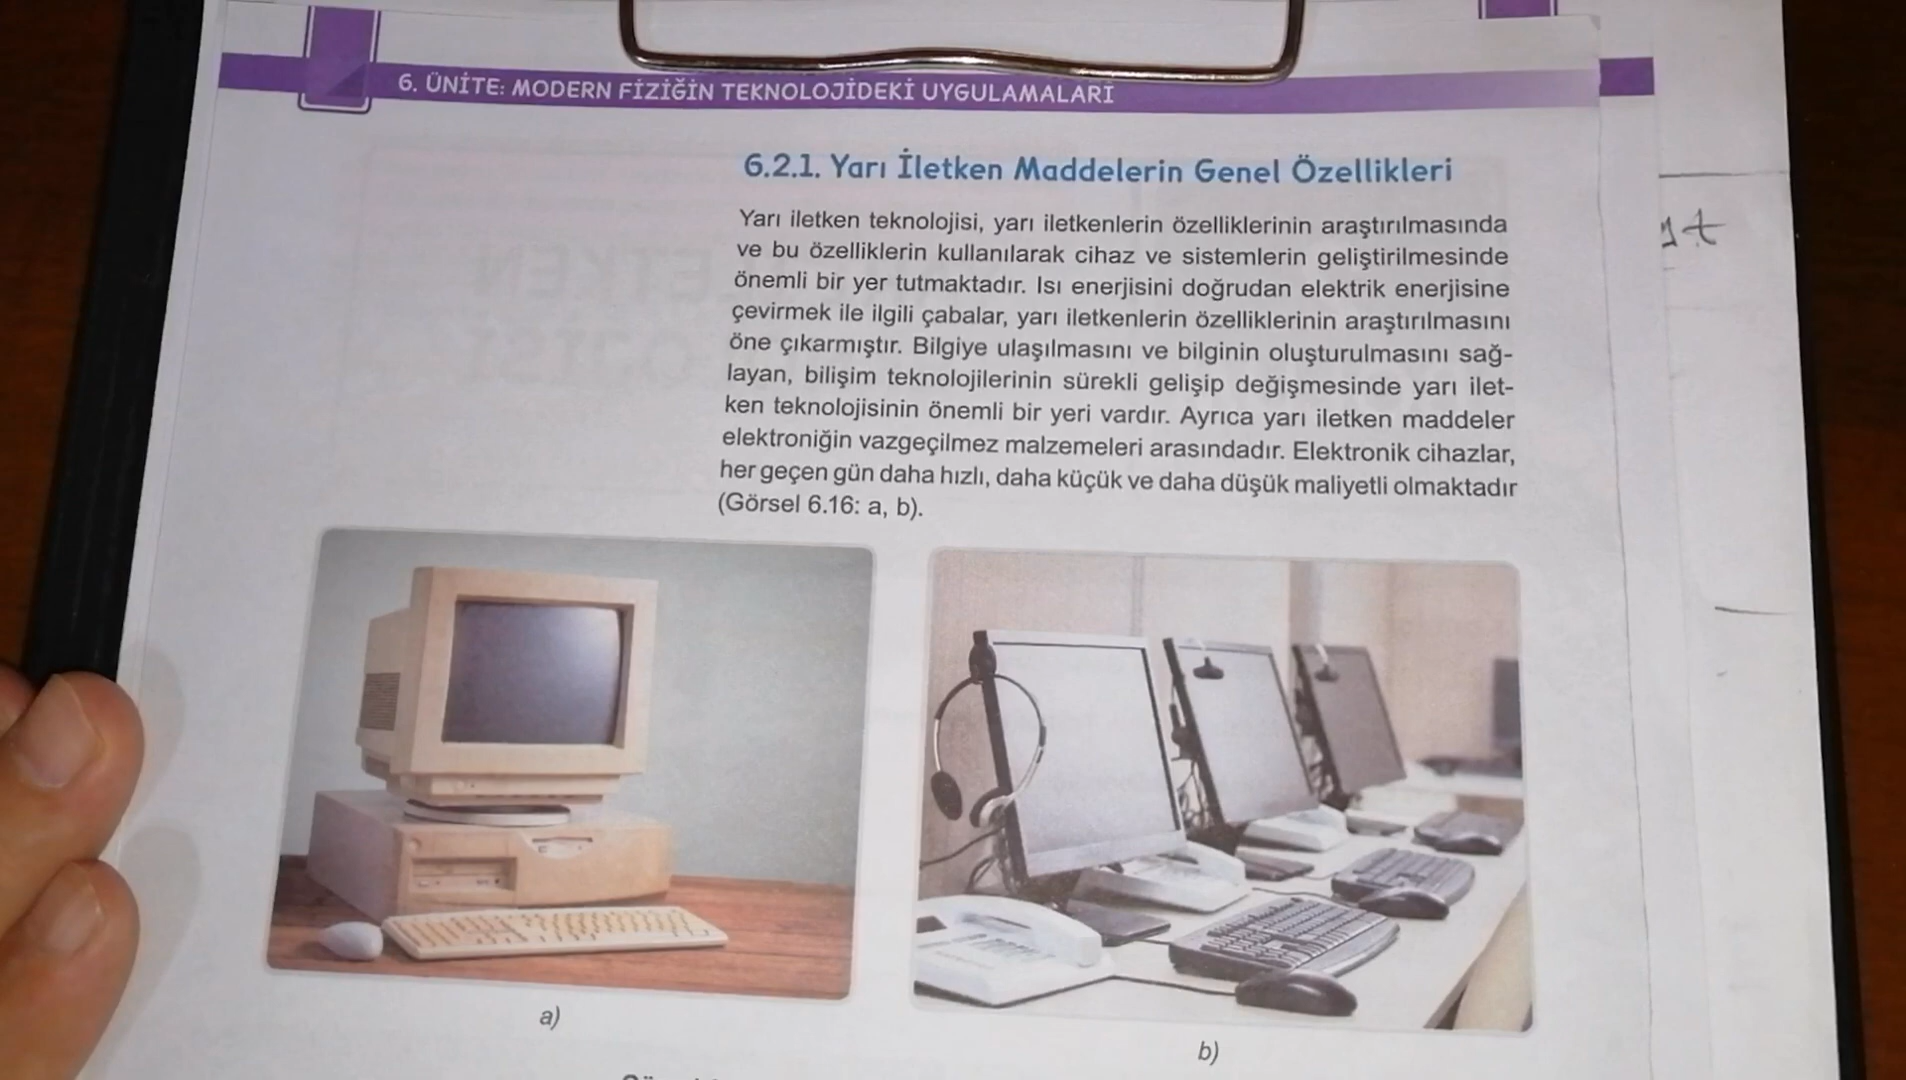 6. ÜNİTE: MODERN FİZİĞİN TEKNOLOJİDEKİ UYGULAMALARI
6.2.1. Yarı İletken Maddelerin Genel Özellikleri
Yarı iletken teknolojisi, yarı iletkenlerin özelliklerinin araştırılmasında
ve bu özelliklerin kullanılarak cihaz ve sistemlerin geliştirilmesinde
önemli bir yer tutmaktadır. Isı enerjisini doğrudan elektrik enerjisine
çevirmek ile ilgili çabalar, yarı iletkenlerin özelliklerinin araştırılmasını
öne çıkarmıştır. Bilgiye ulaşılmasını ve bilginin oluşturulmasını sağ-
layan, bilişim teknolojilerinin sürekli gelişip değişmesinde yarı ilet-
ken teknolojisinin önemli bir yeri vardır. Ayrıca yarı iletken maddeler
elektroniğin vazgeçilmez malzemeleri arasındadır. Elektronik cihazlar,
her geçen gün daha hızlı, daha küçük ve daha düşük maliyetli olmaktadır
(Görsel 6.16: a, b).
a)
b)